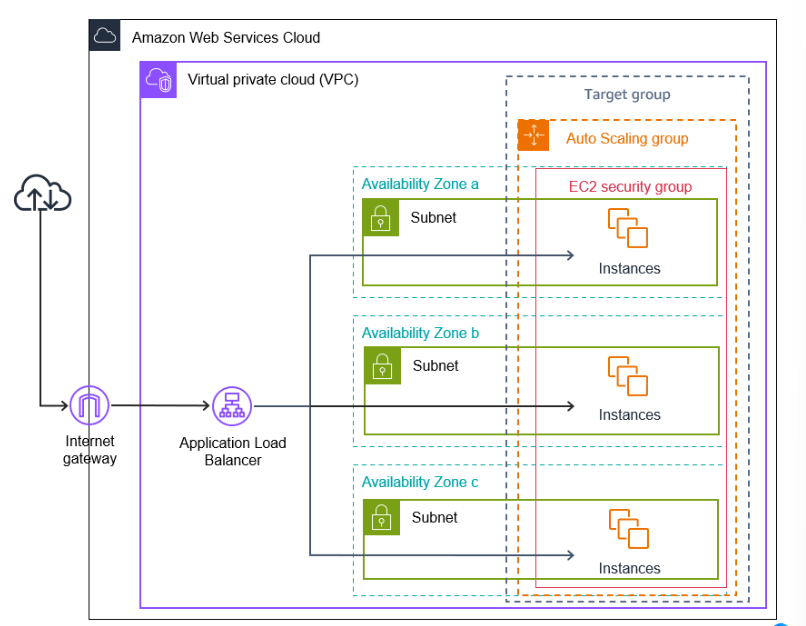 Amazon Web Services Cloud
Virtual private cloud (VPC)
Target group
Auto Scaling group
Availability Zone a
EC2 security group
Subnet
Instances
Availability Zone b
Subnet
Instances
Internet
gateway
Application Load
Balancer
Availability Zone c
Subnet
Instances